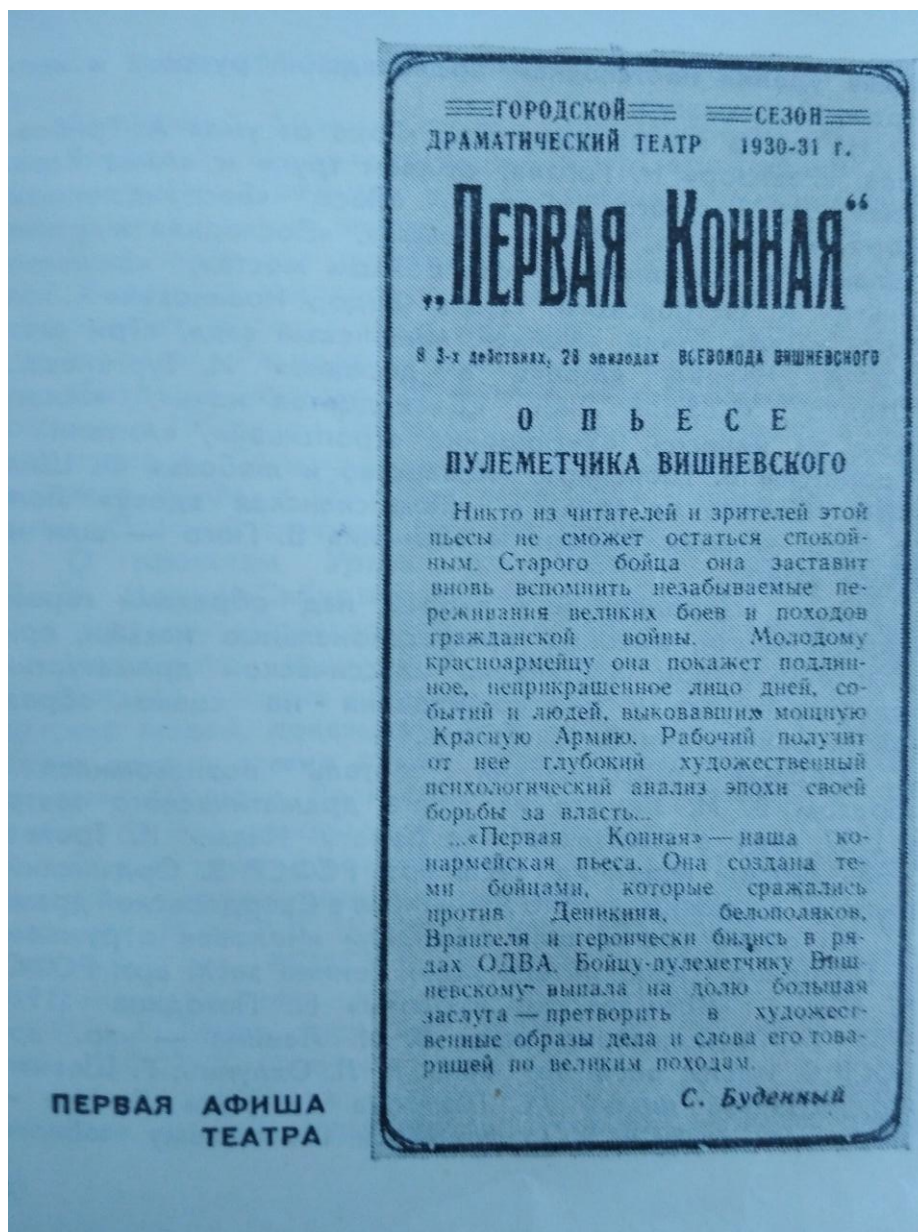 ГОРОДСКОЙ ДРАМАТИЧЕСКИЙ ТЕАТР
СЕЗОН 1930-31 г.
„ПЕРВАЯ КОННАЯ“
в 3-х действиях, 28 эпизодах ВСЕВОЛОДА ВИШНЕВСКОГО
О ПЬЕСЕ
ПУЛЕМЕТЧИКА ВИШНЕВСКОГО
Никто из читателей и зрителей этой
пьесы не сможет остаться спокой-
ным. Старого бойца она заставит
вновь вспомнить незабываемые пе-
реживания великих боев и походов
гражданской войны. Молодому
красноармейцу она покажет подлин-
ное, неприкрашенное лицо дней, со-
бытий и людей, выковавших мощную
Красную Армию. Рабочий получит
от нее глубокий художественный
психологический анализ эпохи своей
борьбы за власть...
...«Первая Конная» — наша ко-
нармейская пьеса. Она создана те-
ми бойцами, которые сражались
против Деникина, белополяков,
Врангеля и героически бились в ря-
дах ОДВА. Бойцу-пулеметчику Виш-
невскому выпала на долю большая
заслуга — претворить в художест-
венные образы дела и слова его това-
рищей по великим походам.
С. Буденный
ПЕРВАЯ АФИША
ТЕАТРА